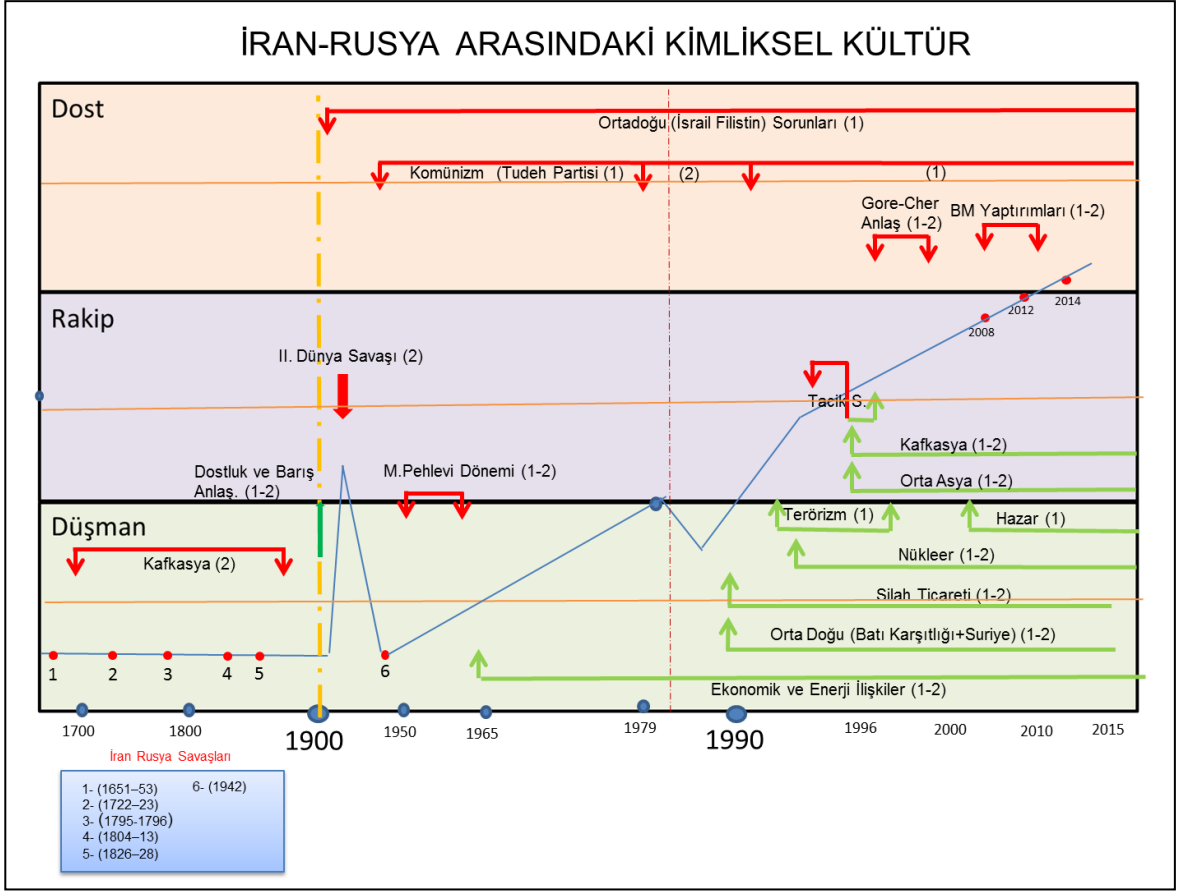 İRAN-RUSYA ARASINDAKİ KİMLİKSEL KÜLTÜR
Dost
Ortadoğu (İsrail Filistin) Sorunları (1)
Komünizm (Tudeh Partisi (1)
(2)
(1)
Gore-Cher
Anlaş (1-2)
BM Yaptırımları (1-2)
Rakip
2008
2012
2014
II. Dünya Savaşı (2)
Tacik S.
Kafkasya (1-2)
Orta Asya (1-2)
Dostluk ve Barış
Anlaş. (1-2)
M.Pehlevi Dönemi (1-2)
Düşman
Terörizm (1)
Hazar (1)
Kafkasya (2)
Nükleer (1-2)
Silah Ticareti (1-2)
Orta Doğu (Batı Karşıtlığı+Suriye) (1-2)
1
2
3
4
5
6
Ekonomik ve Enerji İlişkiler (1-2)
1700
1800
1900
1950
1965
1979
1990
1996
2000
2010
2015
İran Rusya Savaşları
1- (1651–53)
6- (1942)
2- (1722–23)
3- (1795-1796)
4- (1804–13)
5- (1826–28)